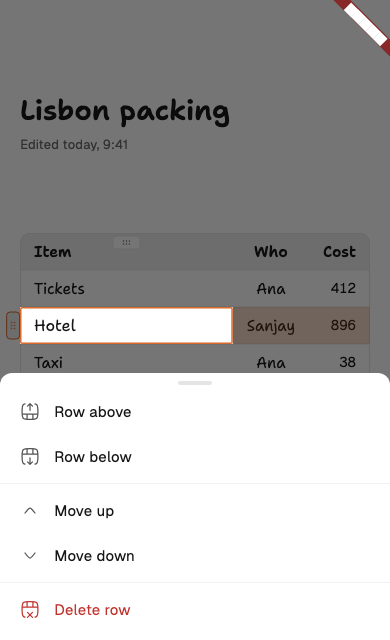 Lisbon packing
Edited today, 9:41
Item Who Cost
Tickets Ana 412
Hotel Sanjay 896
Taxi Ana 38
Row above
Row below
Move up
Move down
Delete row